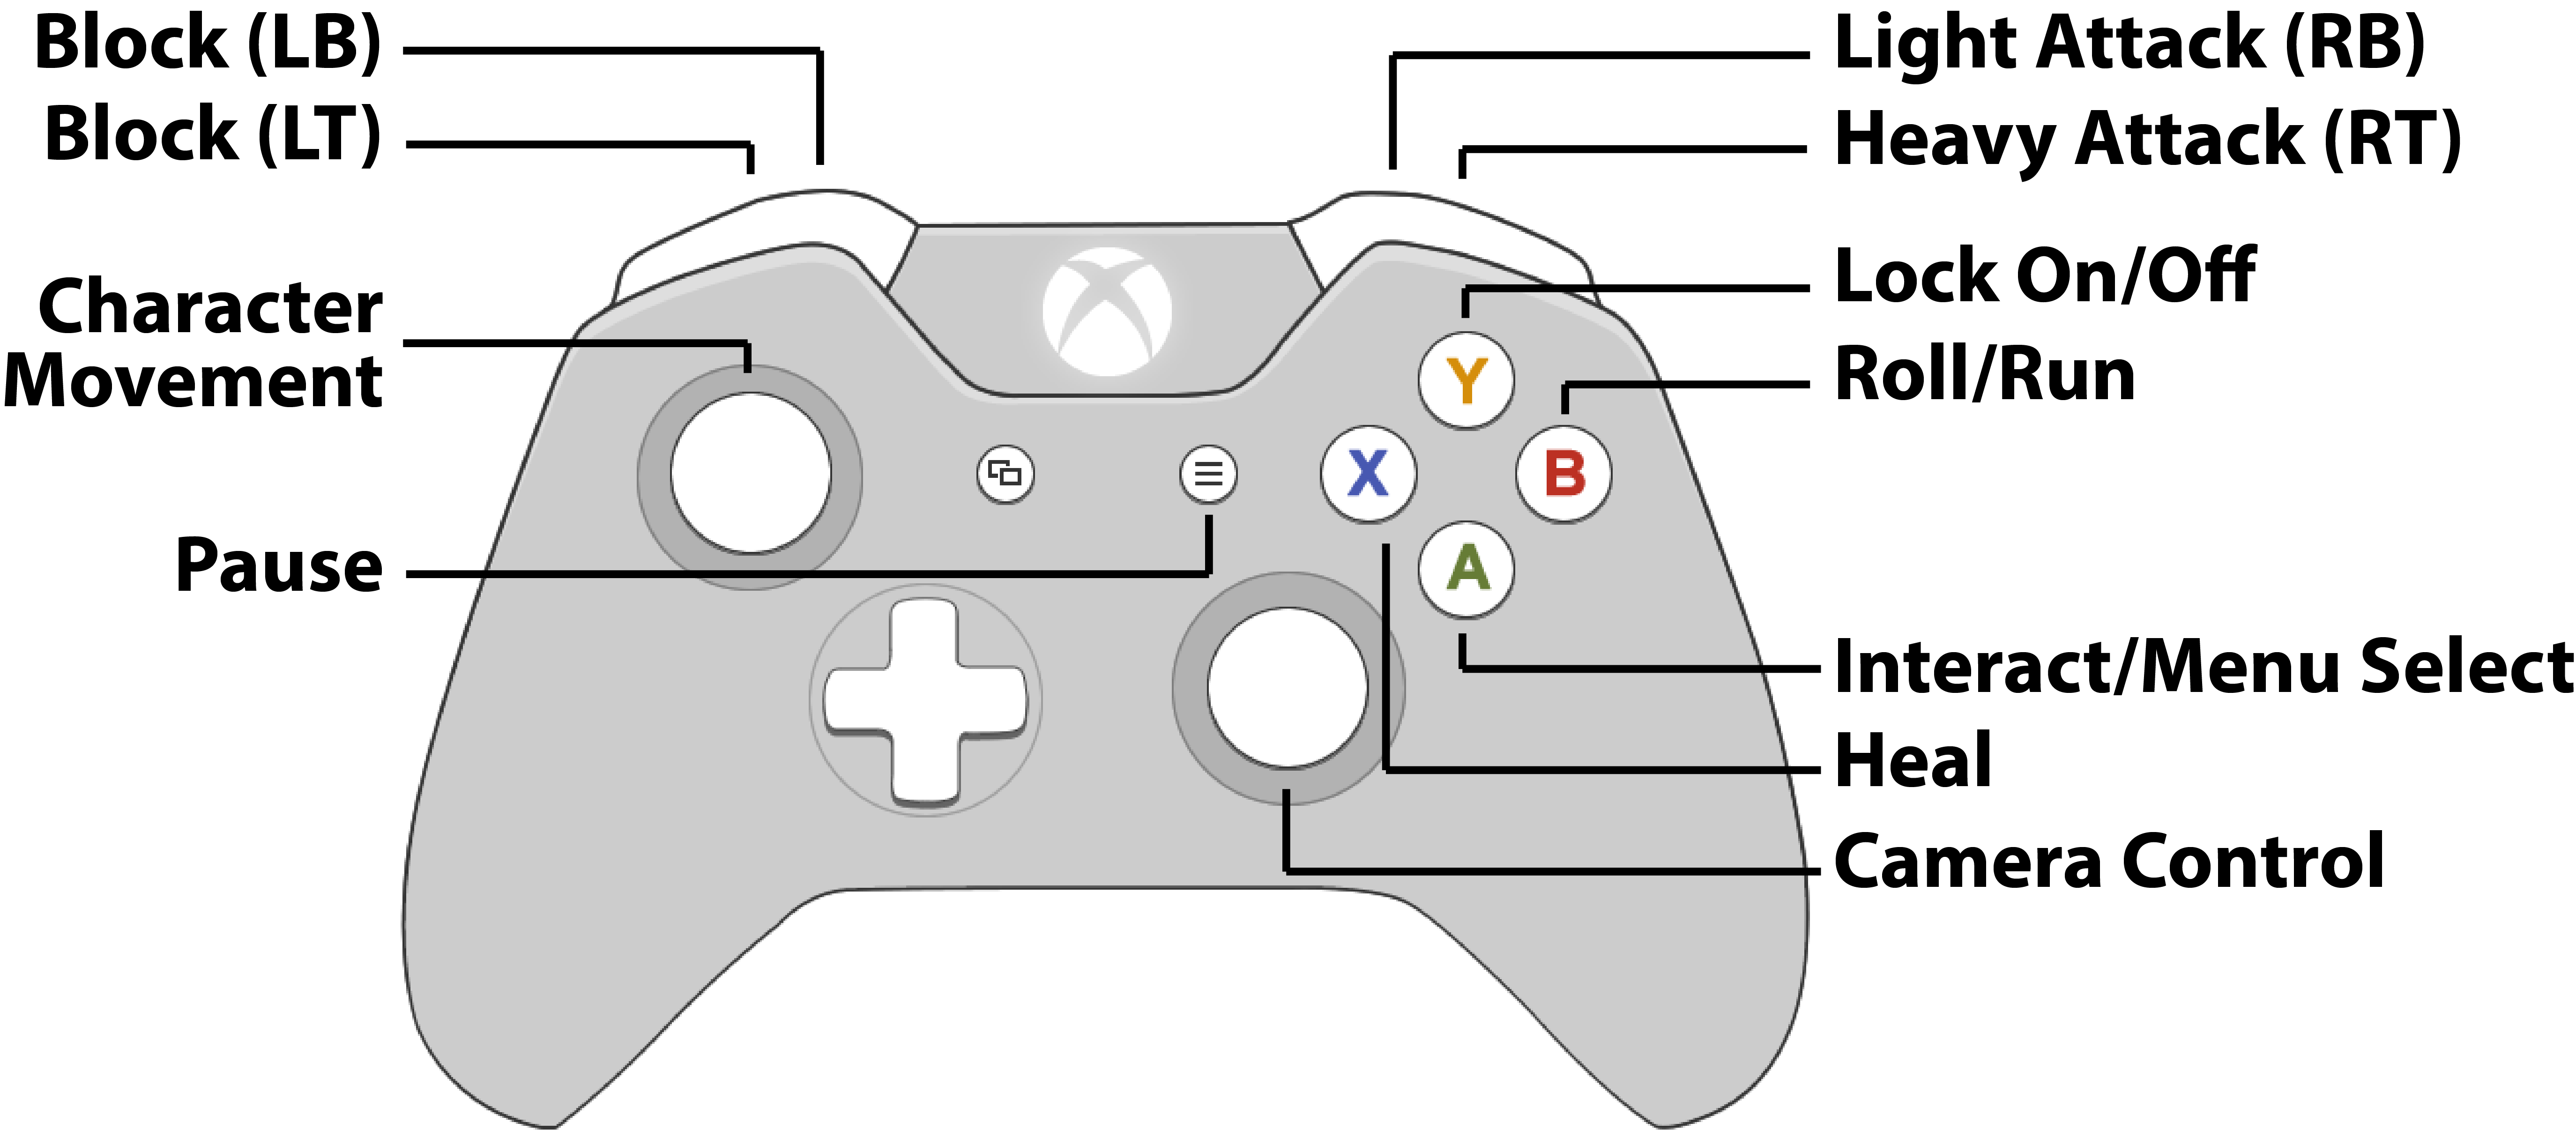 Block (LB)
Block (LT)
Character
Movement
Pause
Light Attack (RB)
Heavy Attack (RT)
Lock On/Off
Roll/Run
Y
X
B
A
Interact/Menu Select
Heal
Camera Control